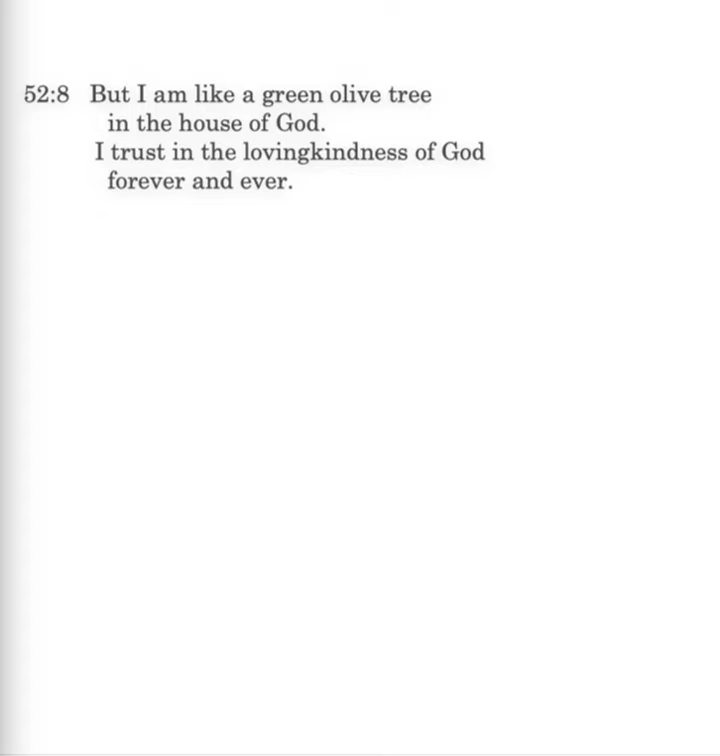 52:8 But I am like a green olive tree
in the house of God.
I trust in the lovingkindness of God
forever and ever.